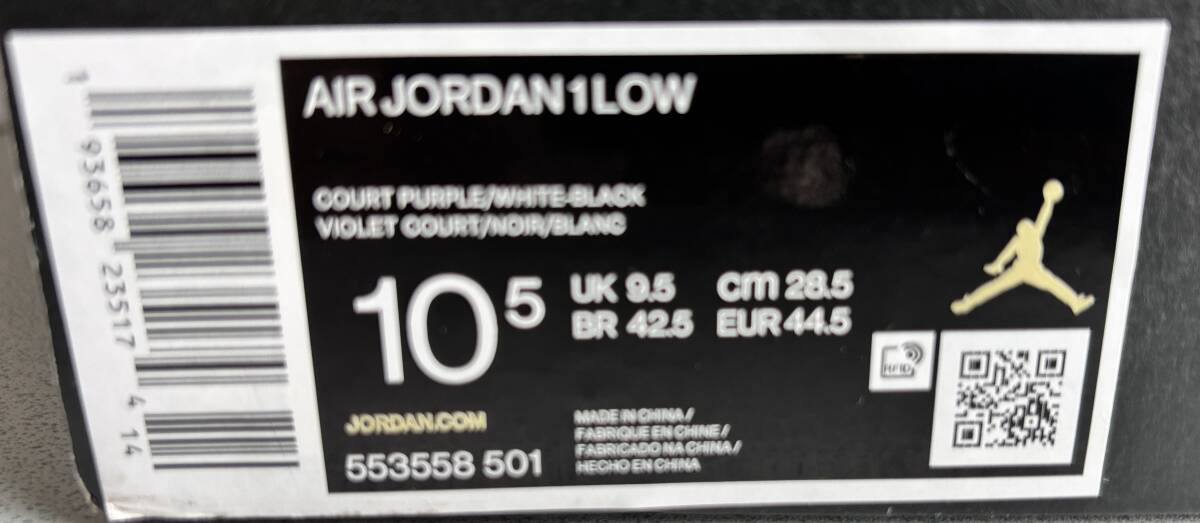 1 93658 23517 4 14
AIR JORDAN 1 LOW
COURT PURPLE/WHITE-BLACK
VIOLET COURT/NOIR/BLANC
10 5
UK 9.5 cm 28.5
BR 42.5 EUR 44.5
RFID
JORDAN.COM
553558 501
MADE IN CHINA /
FABRIQUE EN CHINE /
FABRICADO NA CHINA /
HECHO EN CHINA